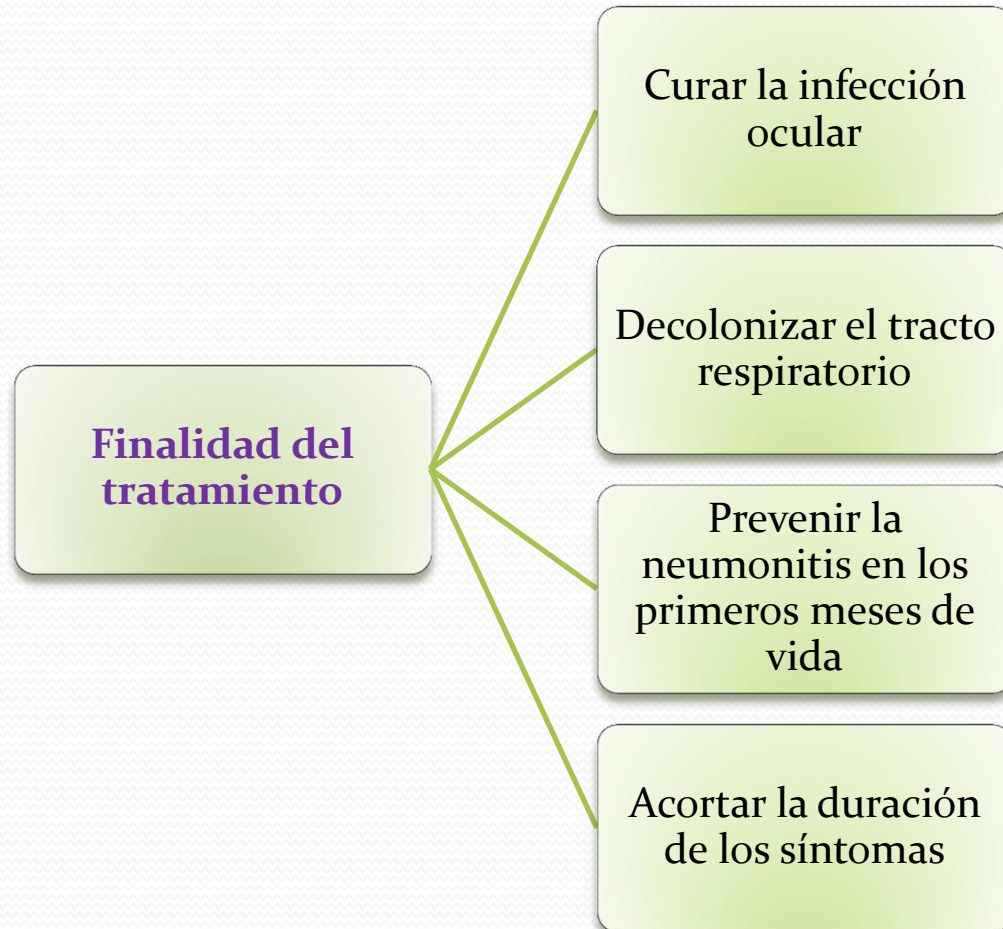 Finalidad del
tratamiento
Curar la infección
ocular
Decolonizar el tracto
respiratorio
Prevenir la
neumonitis en los
primeros meses de
vida
Acortar la duración
de los síntomas